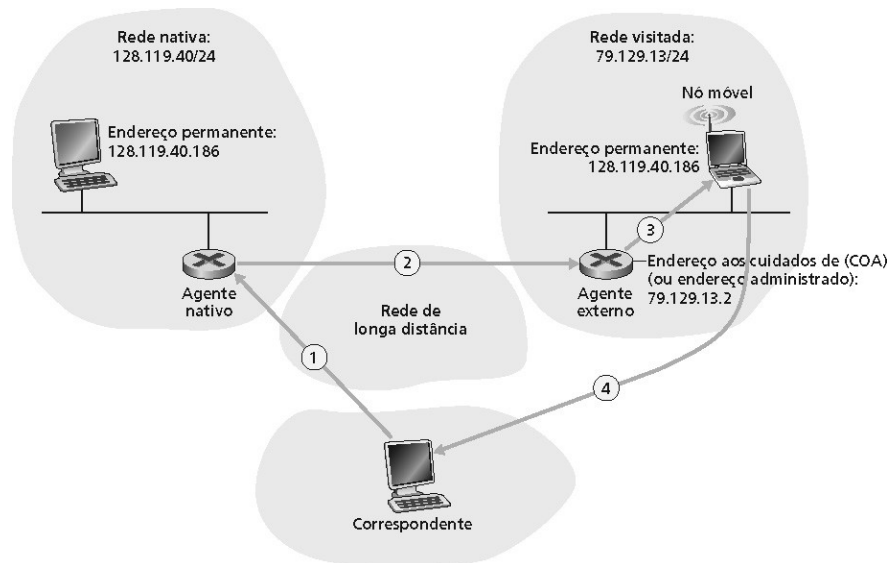 Rede nativa:
128.119.40/24
Rede visitada:
79.129.13/24
Nó móvel
Endereço permanente:
128.119.40.186
Endereço permanente:
128.119.40.186
3
2
Endereço aos cuidados de (COA)
(ou endereço administrado):
79.129.13.2
Agente
nativo
Agente
externo
Rede de
longa distância
1
4
Correspondente